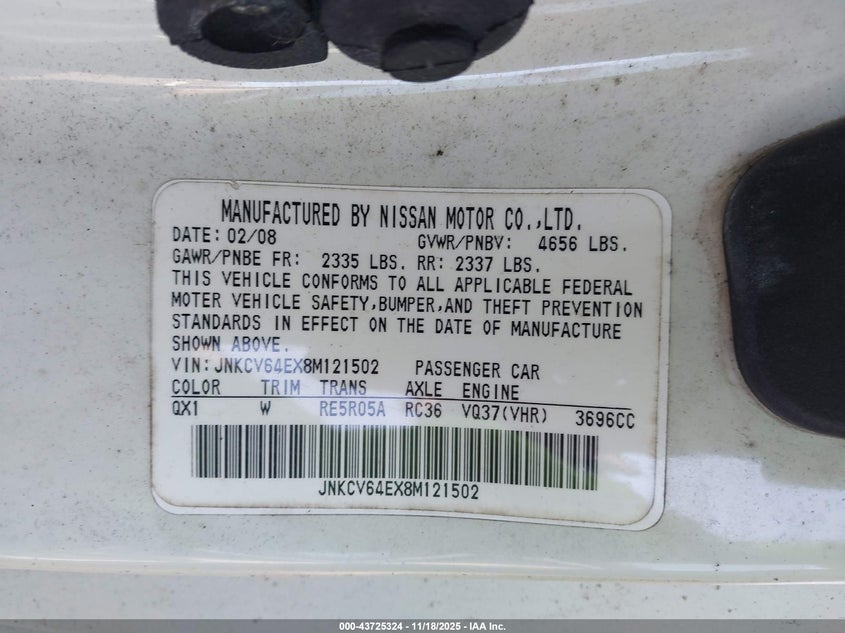 MANUFACTURED BY NISSAN MOTOR CO.,LTD.
DATE: 02/08 GVWR/PNBV: 4656 LBS.
GAWR/PNBE FR: 2335 LBS. RR: 2337 LBS.
THIS VEHICLE CONFORMS TO ALL APPLICABLE FEDERAL
MOTER VEHICLE SAFETY,BUMPER,AND THEFT PREVENTION
STANDARDS IN EFFECT ON THE DATE OF MANUFACTURE
SHOWN ABOVE.
VIN:JNKCV64EX8M121502 PASSENGER CAR
COLOR TRIM TRANS AXLE ENGINE
QX1 W RE5R05A RC36 VQ37(VHR) 3696CC
JNKCV64EX8M121502
000-43725324 — 11/18/2025 - IAA Inc.